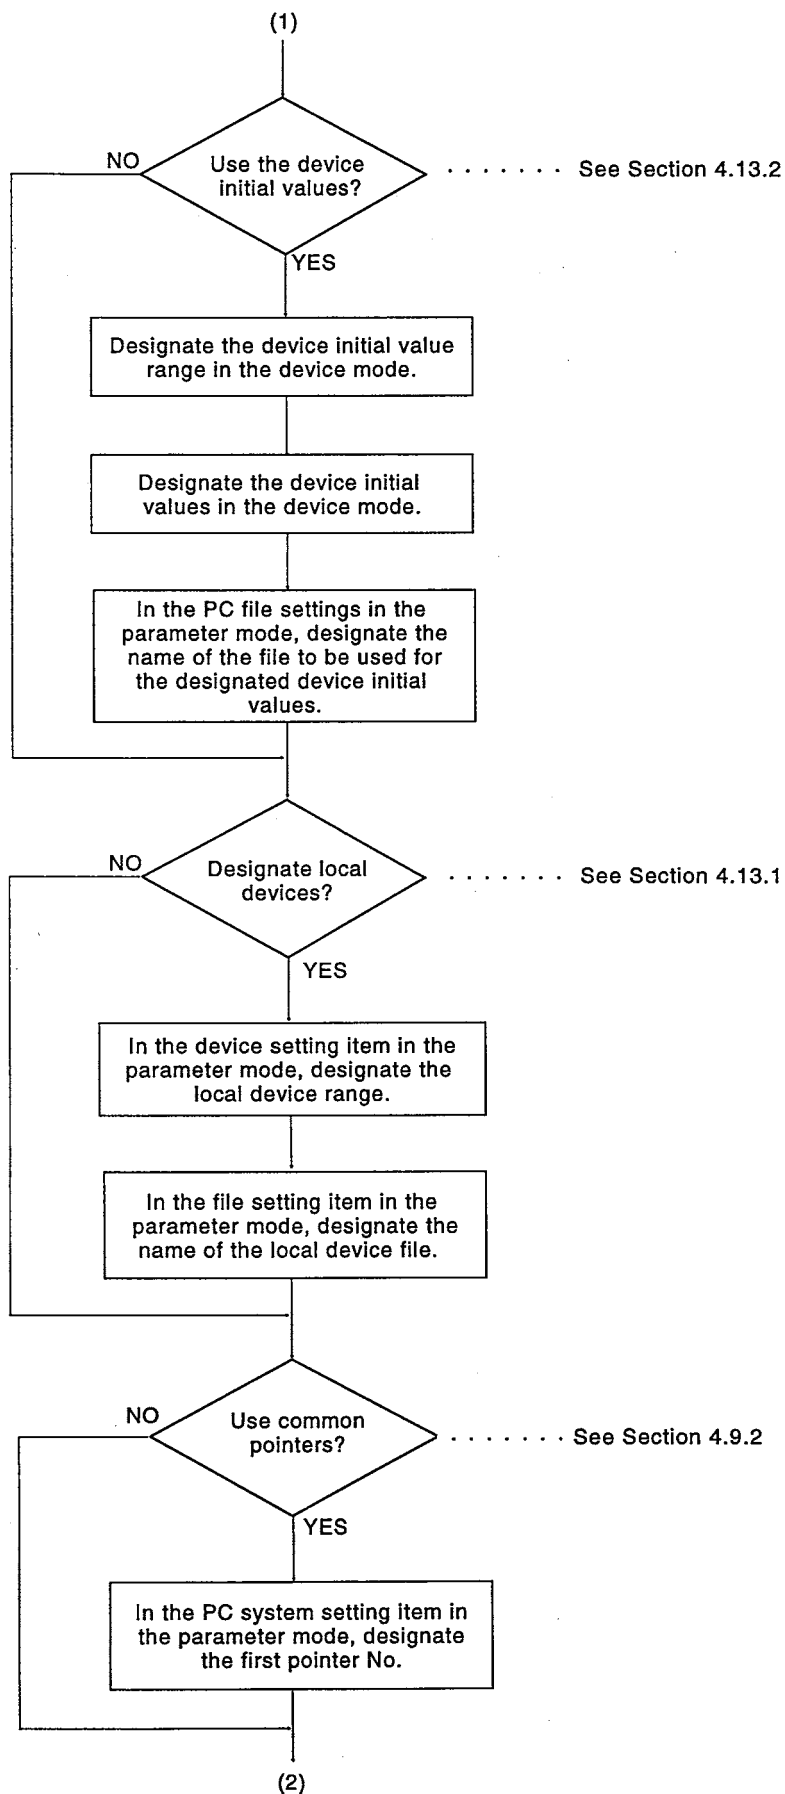 (1)
NO
Use the device
initial values?
See Section 4.13.2
YES
Designate the device initial value
range in the device mode.
Designate the device initial
values in the device mode.
In the PC file settings in the
parameter mode, designate the
name of the file to be used for
the designated device initial
values.
NO
Designate local
devices?
See Section 4.13.1
YES
In the device setting item in the
parameter mode, designate the
local device range.
In the file setting item in the
parameter mode, designate the
name of the local device file.
NO
Use common
pointers?
See Section 4.9.2
YES
In the PC system setting item in
the parameter mode, designate
the first pointer No.
(2)